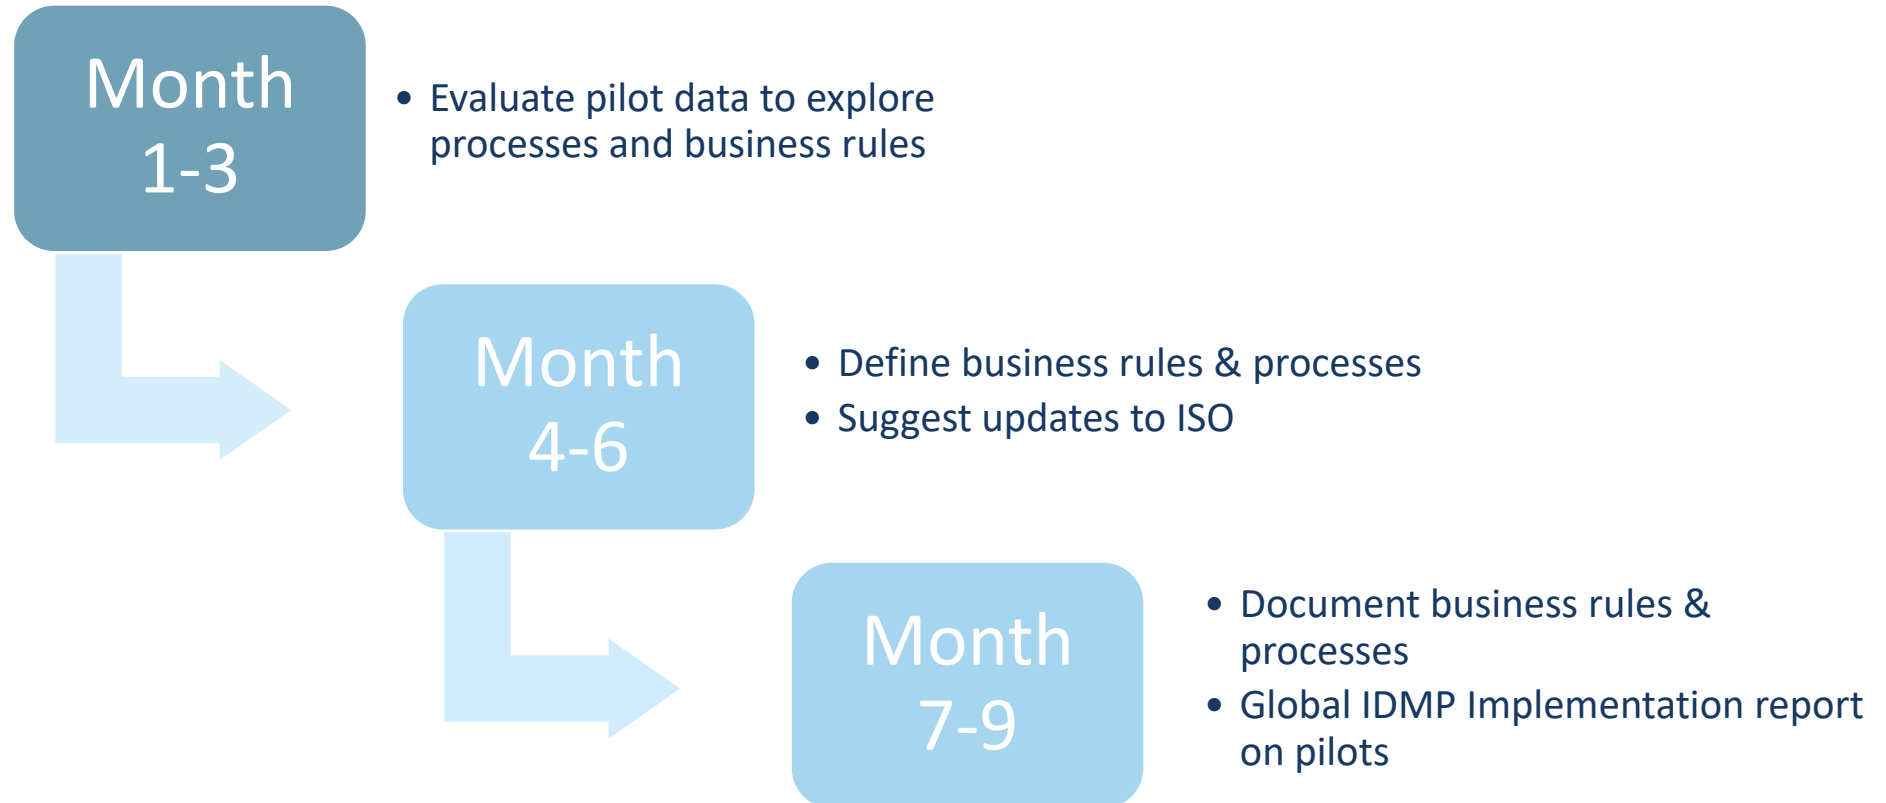 Month
1-3
• Evaluate pilot data to explore
processes and business rules
Month
4-6
• Define business rules & processes
• Suggest updates to ISO
Month
7-9
• Document business rules &
processes
• Global IDMP Implementation report
on pilots